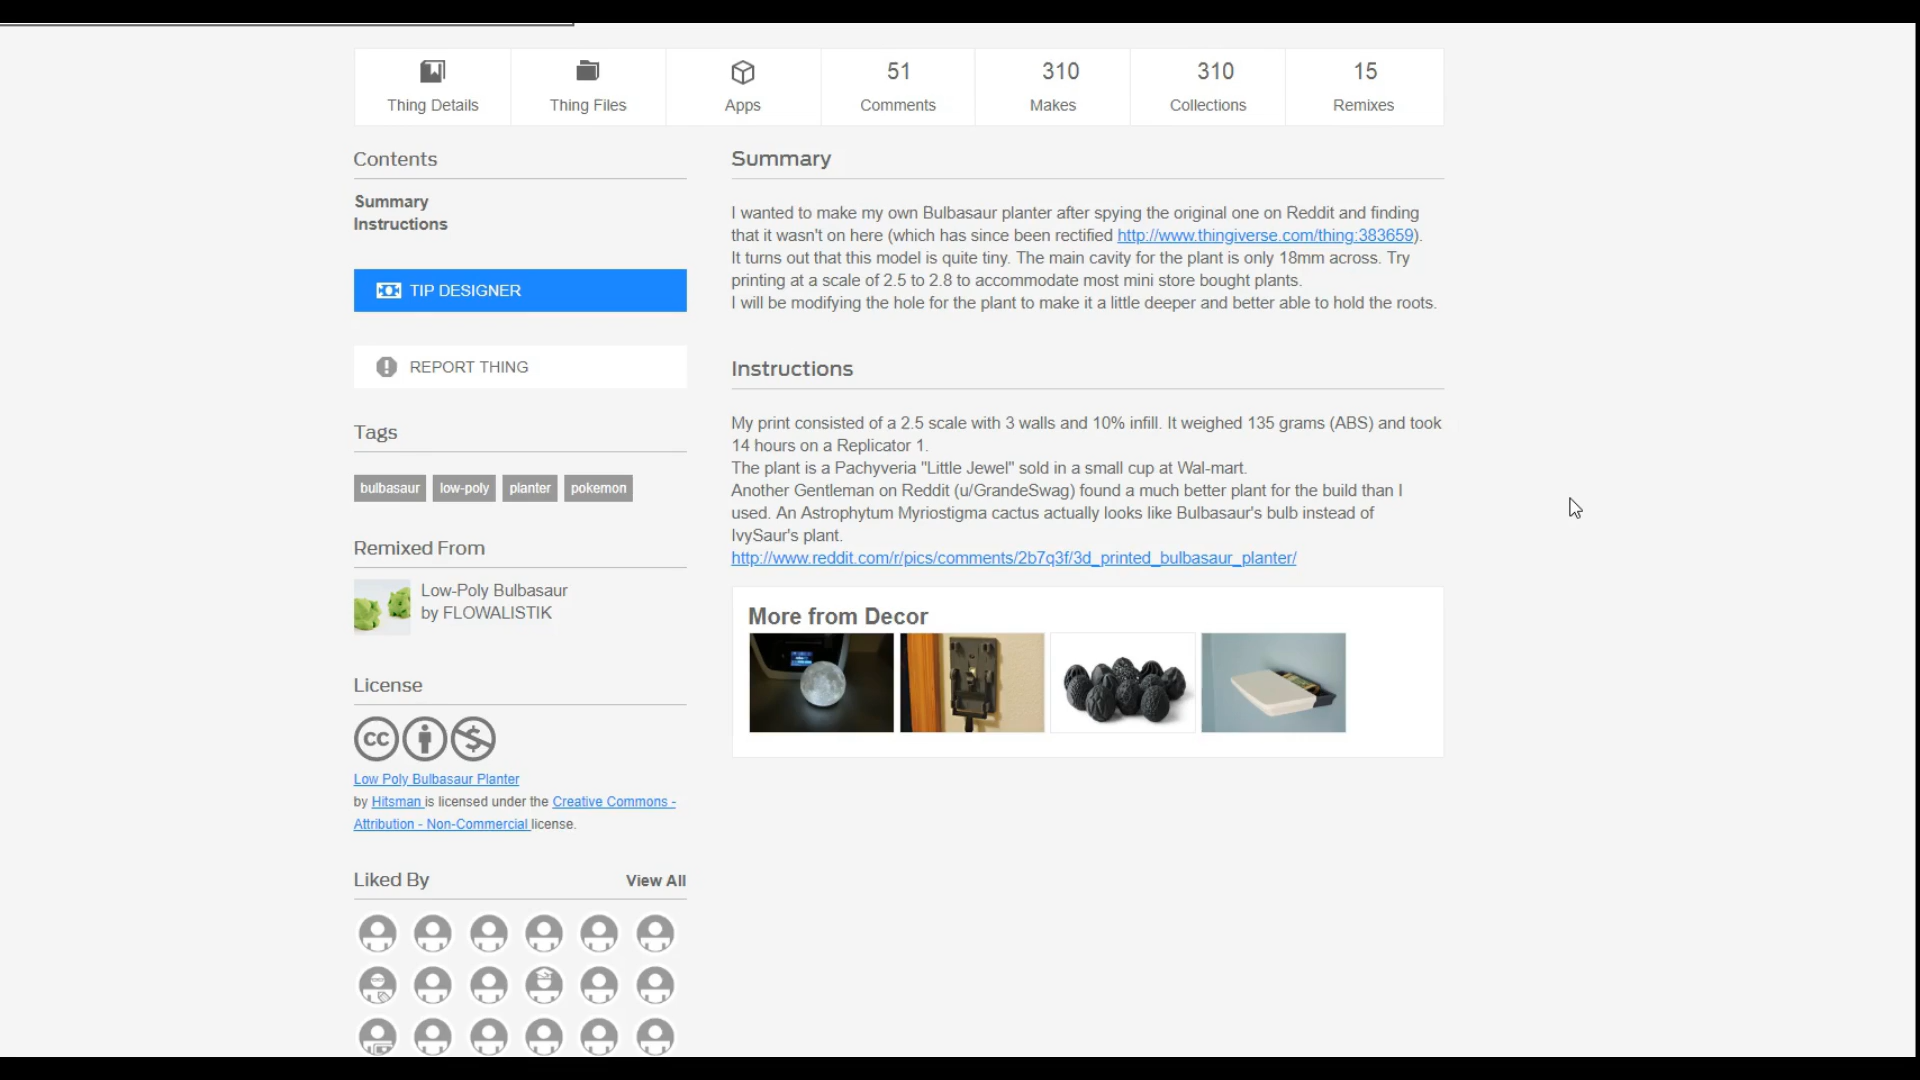 51
310
310
15
Thing Details
Thing Files
Apps
Comments
Makes
Collections
Remixes
Contents
Summary
Instructions
TIP DESIGNER
REPORT THING
Tags
bulbasaur
low-poly
planter
pokemon
Remixed From
Low-Poly Bulbasaur
by FLOWALISTIK
License
cc
Low Poly Bulbasaur Planter
by Hitsman is licensed under the Creative Commons -
Attribution - Non-Commercial license.
Liked By
View All
Summary
I wanted to make my own Bulbasaur planter after spying the original one on Reddit and finding
that it wasn't on here (which has since been rectified http://www.thingiverse.com/thing:383659).
It turns out that this model is quite tiny. The main cavity for the plant is only 18mm across. Try
printing at a scale of 2.5 to 2.8 to accommodate most mini store bought plants.
I will be modifying the hole for the plant to make it a little deeper and better able to hold the roots.
Instructions
My print consisted of a 2.5 scale with 3 walls and 10% infill. It weighed 135 grams (ABS) and took
14 hours on a Replicator 1.
The plant is a Pachyveria "Little Jewel" sold in a small cup at Wal-mart.
Another Gentleman on Reddit (u/GrandeSwag) found a much better plant for the build than I
used. An Astrophytum Myriostigma cactus actually looks like Bulbasaur's bulb instead of
IvySaur's plant.
http://www.reddit.com/r/pics/comments/2b7q3f/3d_printed_bulbasaur_planter/
More from Decor